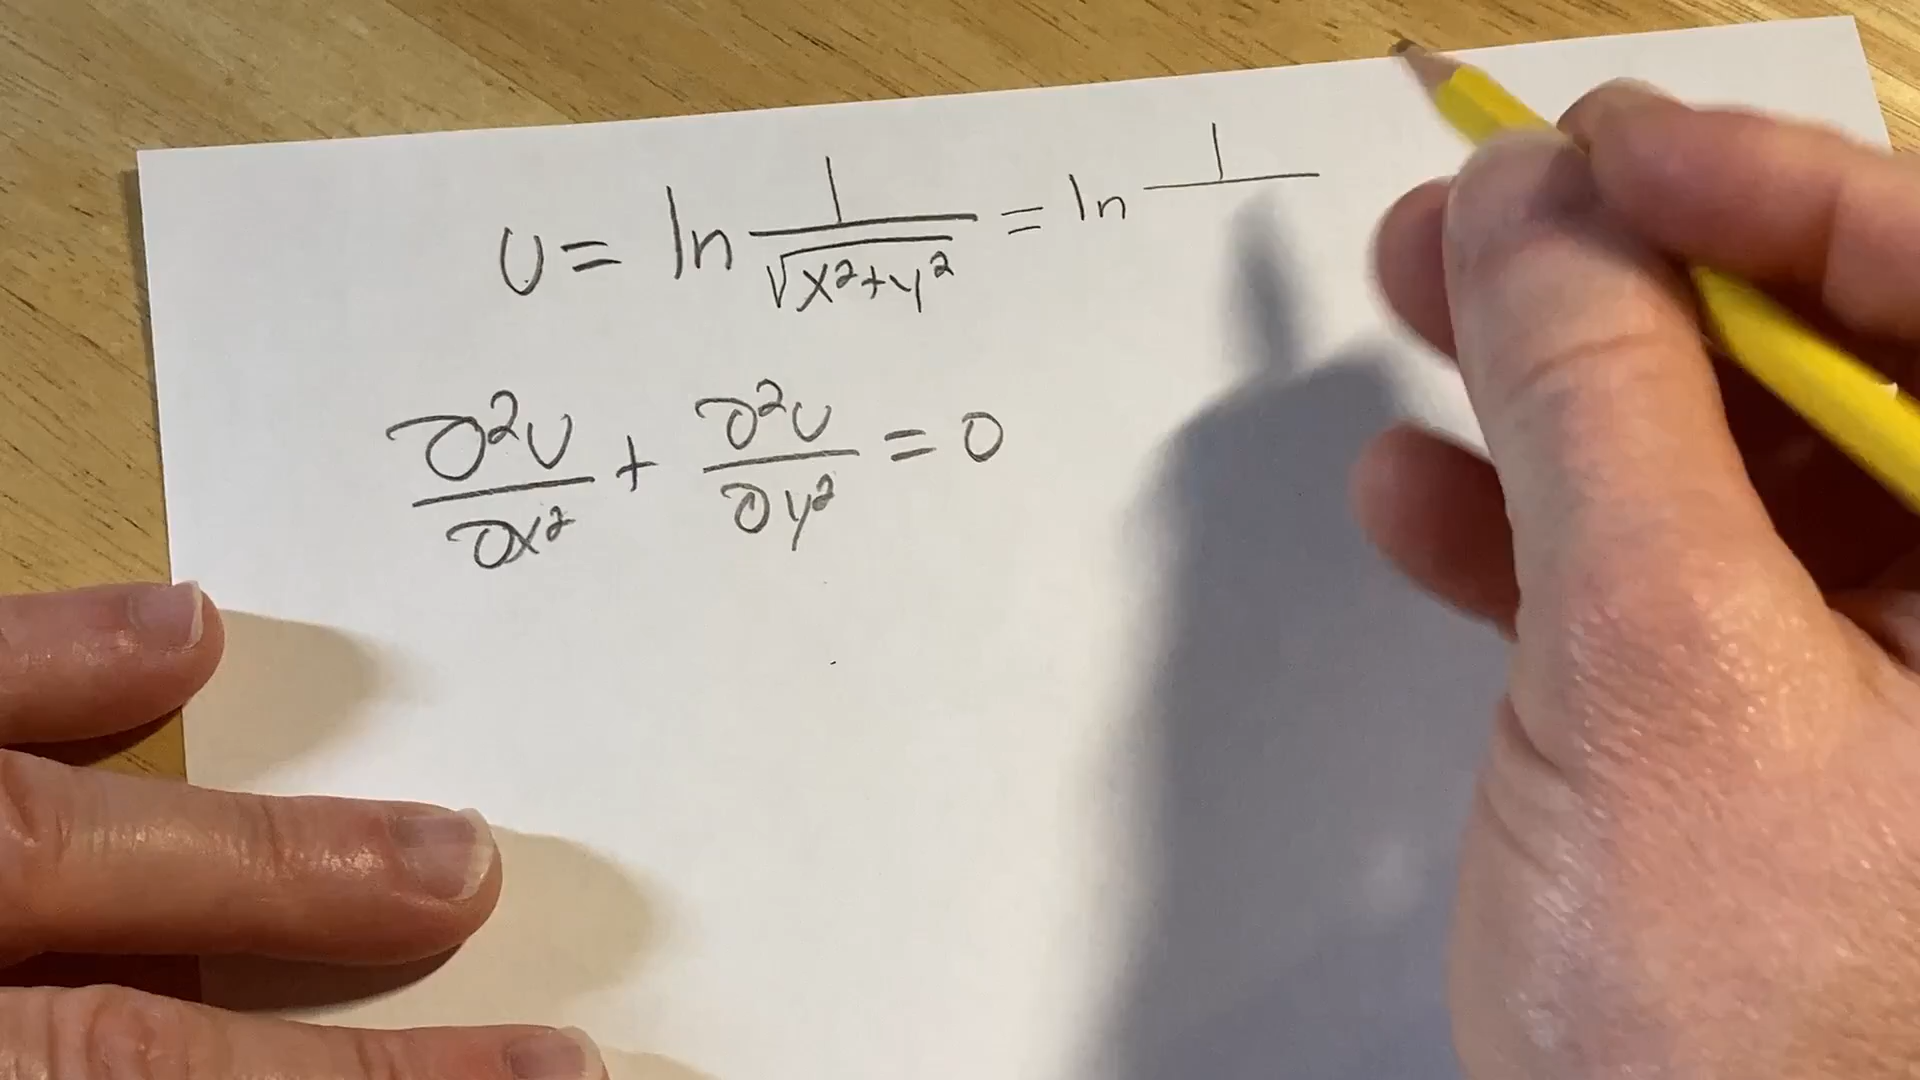 U = ln 1/√(x²+y²) = ln 1/
∂²U/∂x² + ∂²U/∂y² = 0